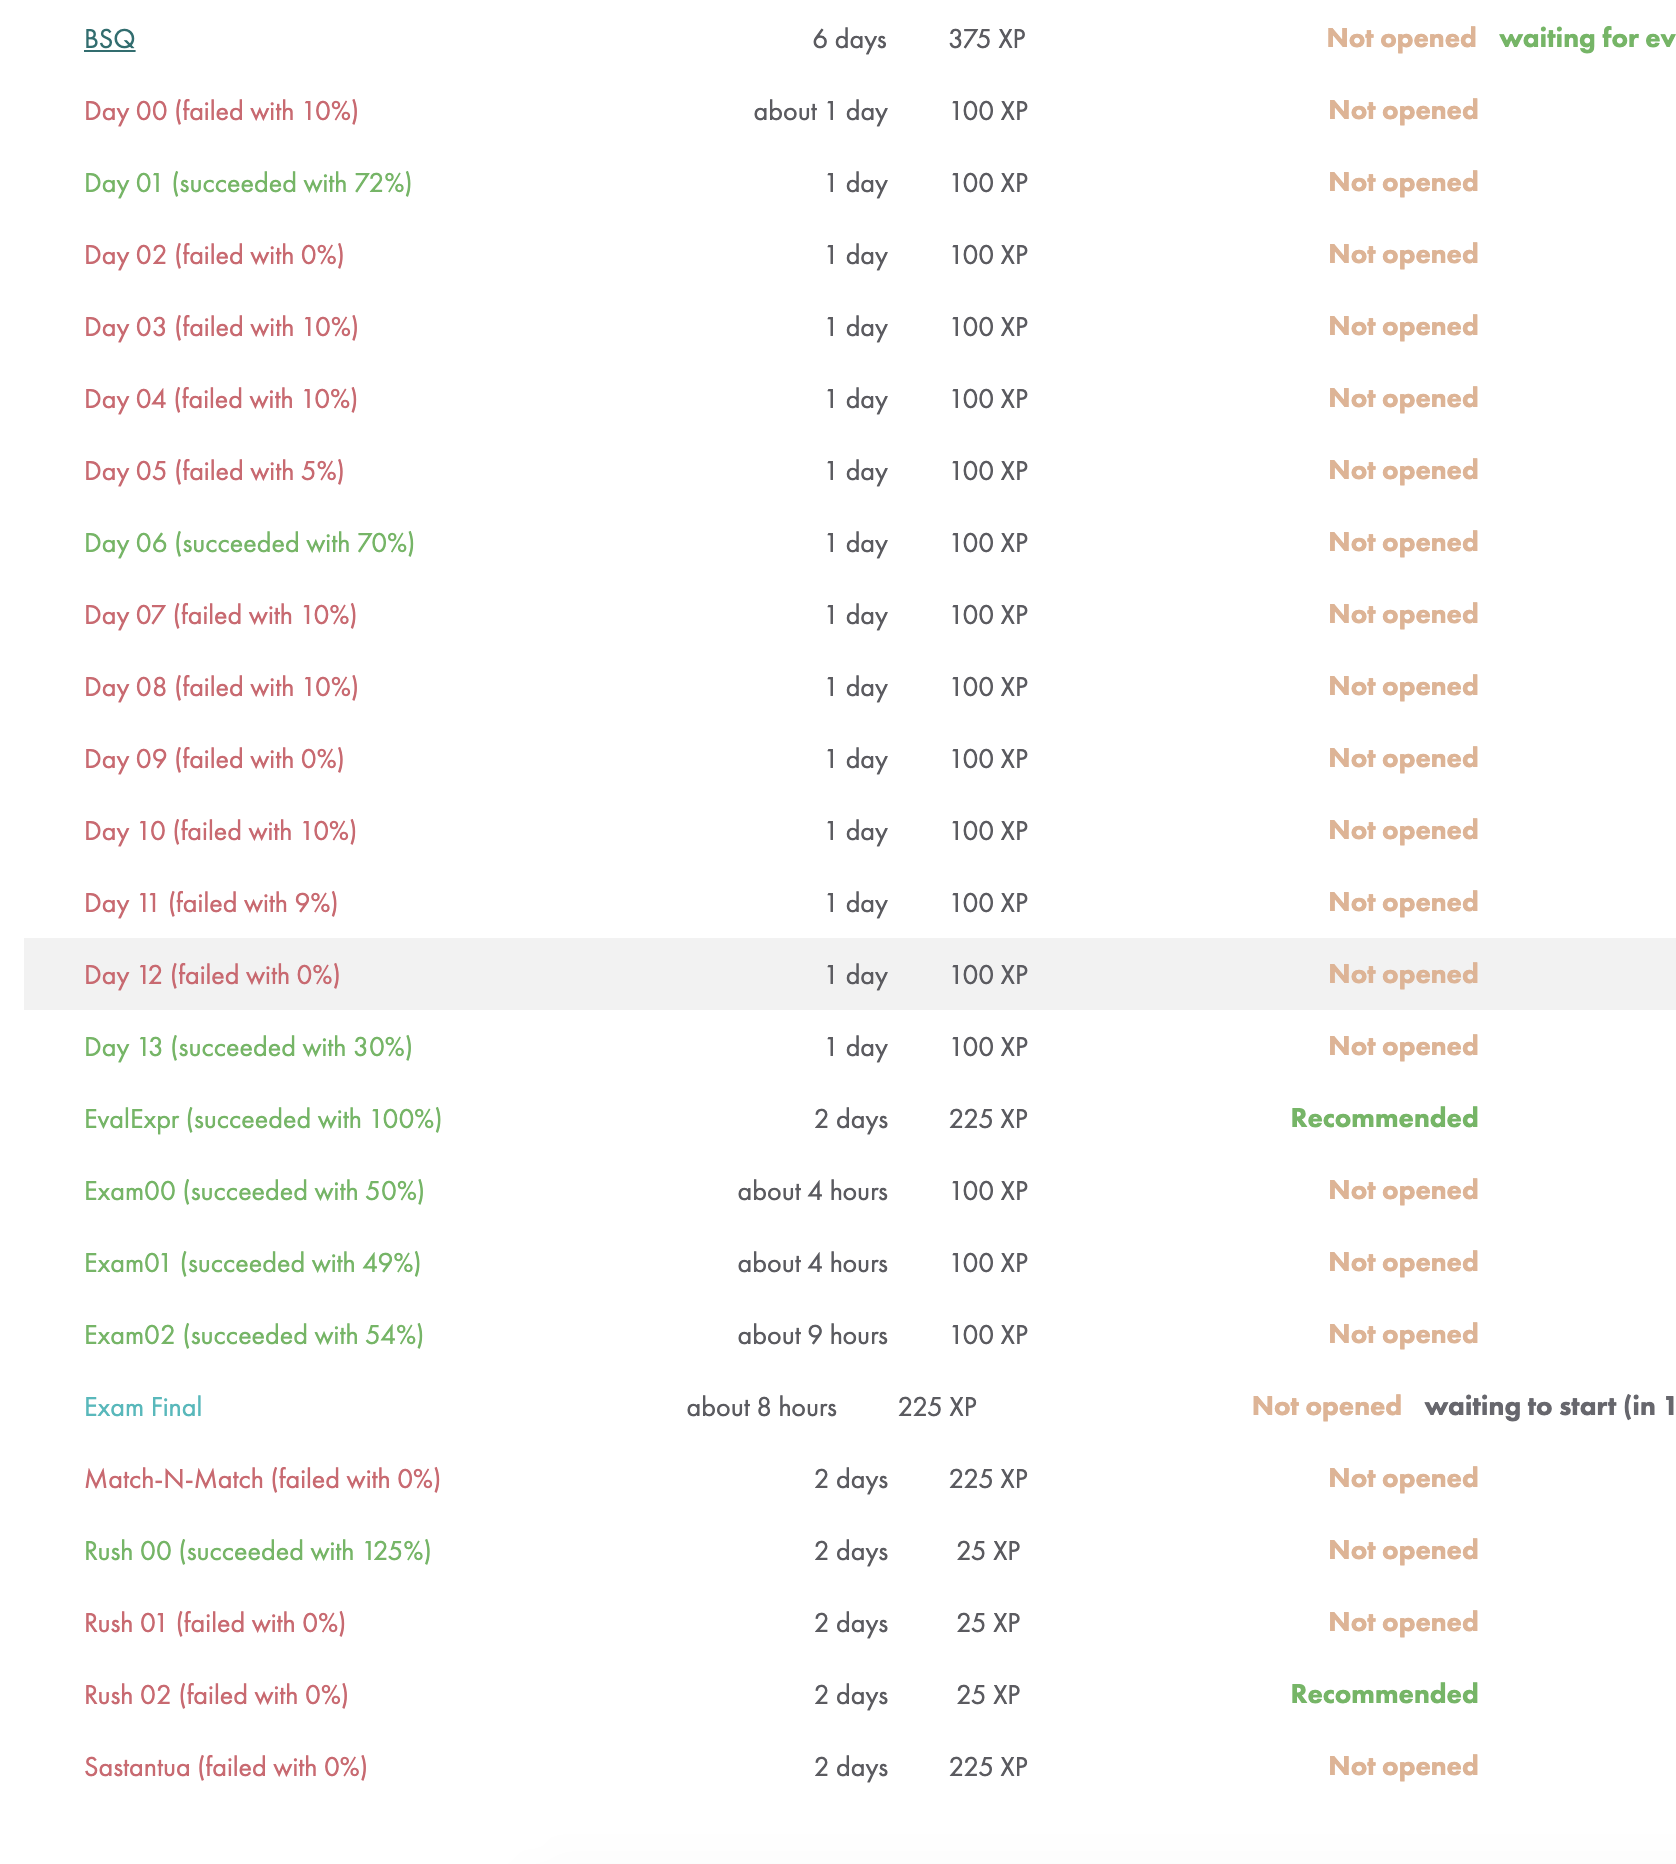 BSQ 6 days 375 XP Not opened waiting for ev
Day 00 (failed with 10%) about 1 day 100 XP Not opened
Day 01 (succeeded with 72%) 1 day 100 XP Not opened
Day 02 (failed with 0%) 1 day 100 XP Not opened
Day 03 (failed with 10%) 1 day 100 XP Not opened
Day 04 (failed with 10%) 1 day 100 XP Not opened
Day 05 (failed with 5%) 1 day 100 XP Not opened
Day 06 (succeeded with 70%) 1 day 100 XP Not opened
Day 07 (failed with 10%) 1 day 100 XP Not opened
Day 08 (failed with 10%) 1 day 100 XP Not opened
Day 09 (failed with 0%) 1 day 100 XP Not opened
Day 10 (failed with 10%) 1 day 100 XP Not opened
Day 11 (failed with 9%) 1 day 100 XP Not opened
Day 12 (failed with 0%) 1 day 100 XP Not opened
Day 13 (succeeded with 30%) 1 day 100 XP Not opened
EvalExpr (succeeded with 100%) 2 days 225 XP Recommended
Exam00 (succeeded with 50%) about 4 hours 100 XP Not opened
Exam01 (succeeded with 49%) about 4 hours 100 XP Not opened
Exam02 (succeeded with 54%) about 9 hours 100 XP Not opened
Exam Final about 8 hours 225 XP Not opened waiting to start (in 1
Match-N-Match (failed with 0%) 2 days 225 XP Not opened
Rush 00 (succeeded with 125%) 2 days 25 XP Not opened
Rush 01 (failed with 0%) 2 days 25 XP Not opened
Rush 02 (failed with 0%) 2 days 25 XP Recommended
Sastantua (failed with 0%) 2 days 225 XP Not opened